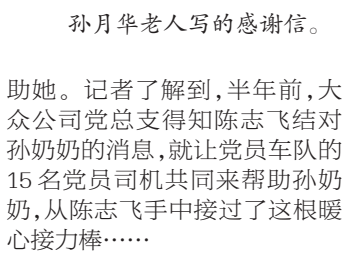 孙月华老人写的感谢信。
助她。记者了解到,半年前,大
众公司党总支得知陈志飞结对
孙奶奶的消息,就让党员车队的
15名党员司机共同来帮助孙奶
奶,从陈志飞手中接过了这根暖
心接力棒……